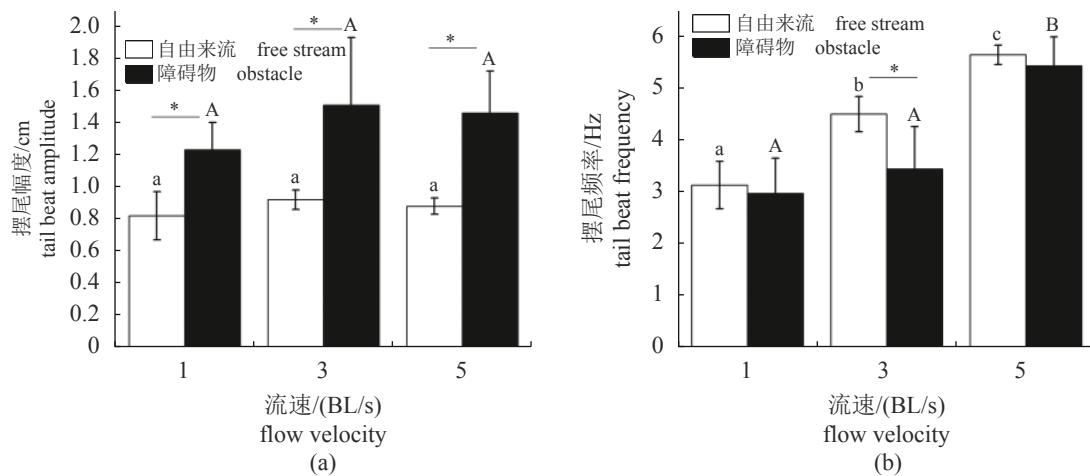 2.0
1.8
1.6
1.4
1.2
1.0
0.8
0.6
0.4
0.2
0
摆尾幅度/cm
tail beat amplitude
自由来流 free stream
障碍物 obstacle
* A
* A
* A
a
a
a
1 3 5
流速/(BL/s)
flow velocity
(a)
6
5
4
3
2
1
0
摆尾频率/Hz
tail beat frequency
自由来流 free stream
障碍物 obstacle
c B
b * A
a A
1 3 5
流速/(BL/s)
flow velocity
(b)